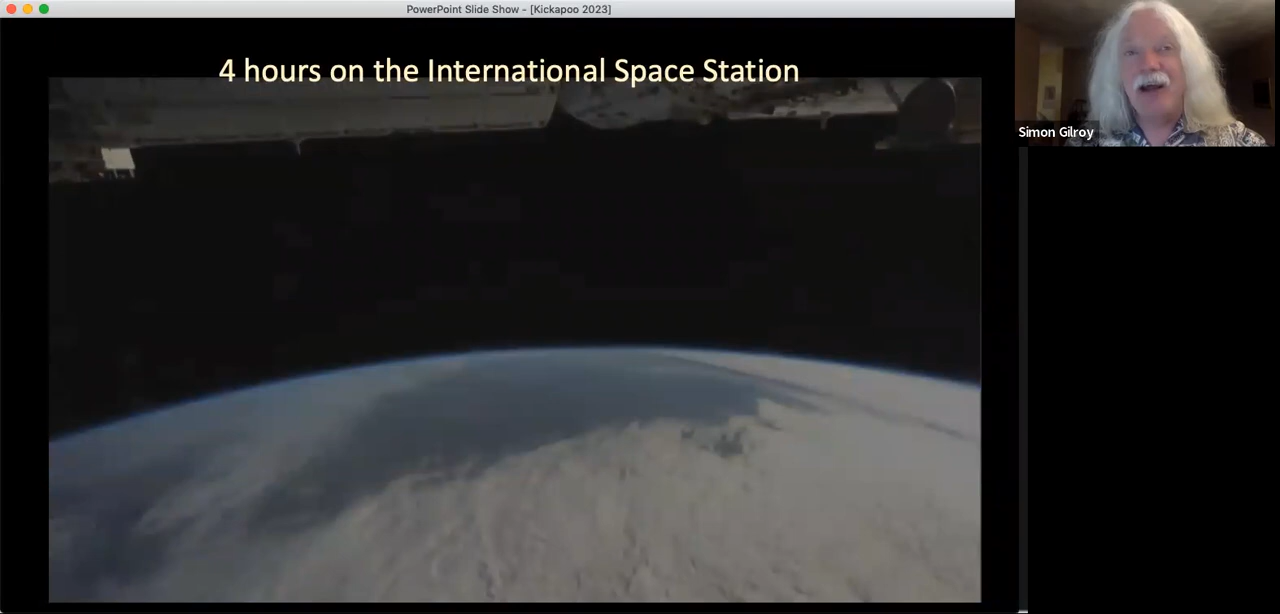 PowerPoint Slide Show - [Kickapoo 2023]
4 hours on the International Space Station
Simon Gilroy